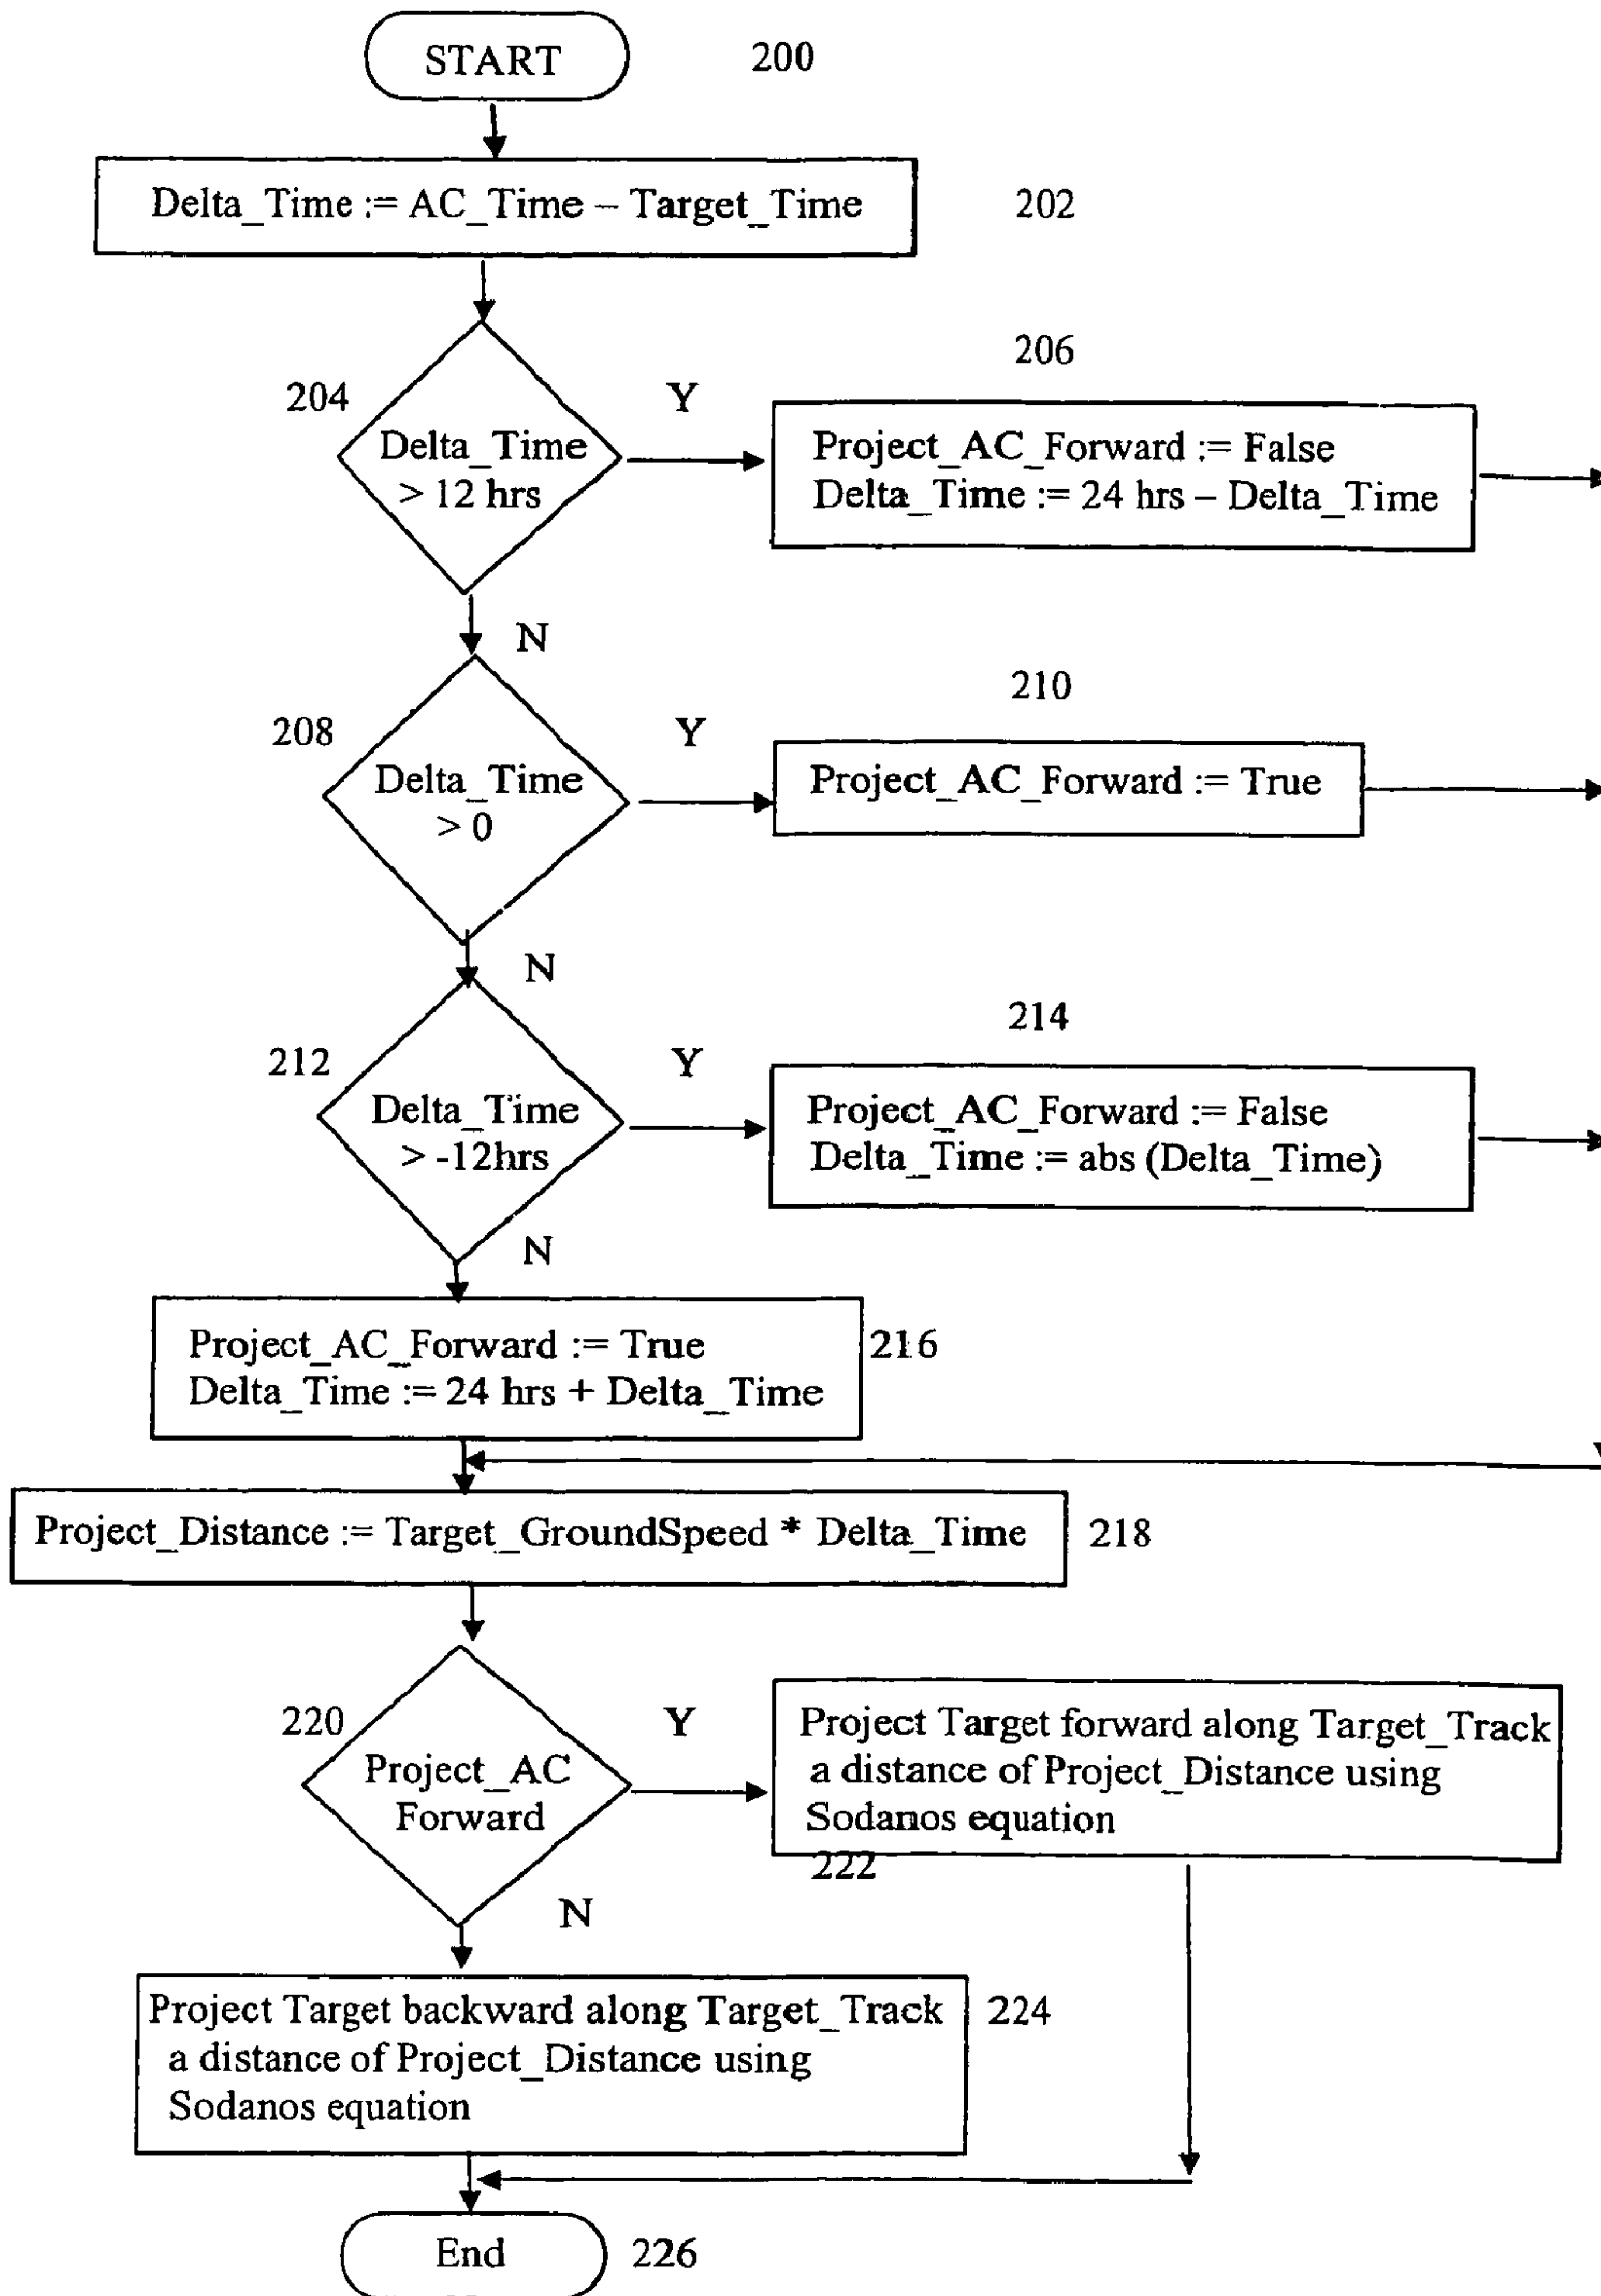 START
200
Delta_Time := AC_Time – Target_Time
202
204
Delta_Time
> 12 hrs
Y
206
Project_AC_Forward := False
Delta_Time := 24 hrs – Delta_Time
N
208
Delta_Time
> 0
Y
210
Project_AC_Forward := True
N
212
Delta_Time
> -12hrs
Y
214
Project_AC_Forward := False
Delta_Time := abs (Delta_Time)
N
Project_AC_Forward := True
Delta_Time := 24 hrs + Delta_Time
216
Project_Distance := Target_GroundSpeed * Delta_Time
218
220
Project_AC
Forward
Y
Project Target forward along Target_Track
a distance of Project_Distance using
Sodanos equation
222
N
Project Target backward along Target_Track
a distance of Project_Distance using
Sodanos equation
224
End
226